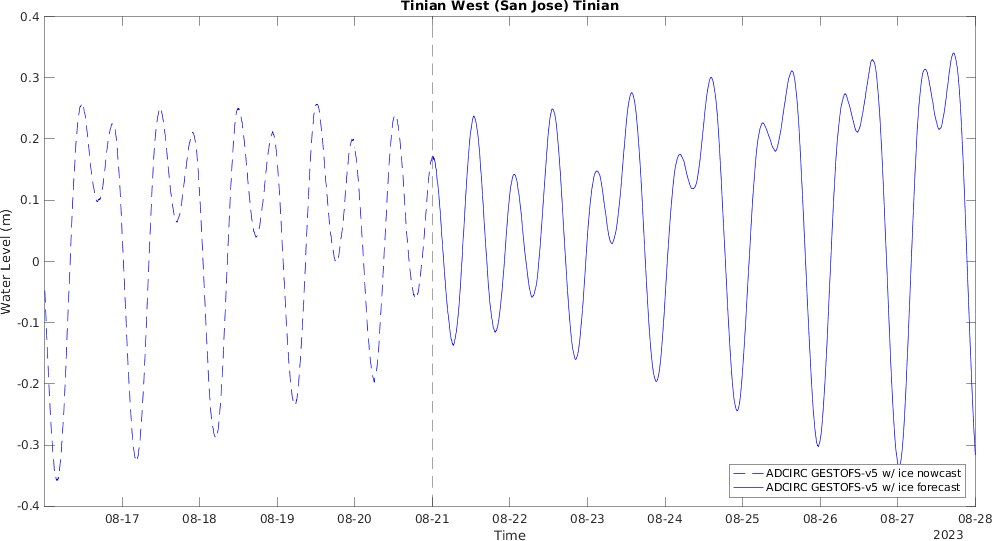 Tinian West (San Jose) Tinian
0.4
0.3
0.2
0.1
0
-0.1
-0.2
-0.3
-0.4
Water Level (m)
ADCIRC GESTOFS-v5 w/ ice nowcast
ADCIRC GESTOFS-v5 w/ ice forecast
08-17 08-18 08-19 08-20 08-21 08-22 08-23 08-24 08-25 08-26 08-27 08-28
Time
2023